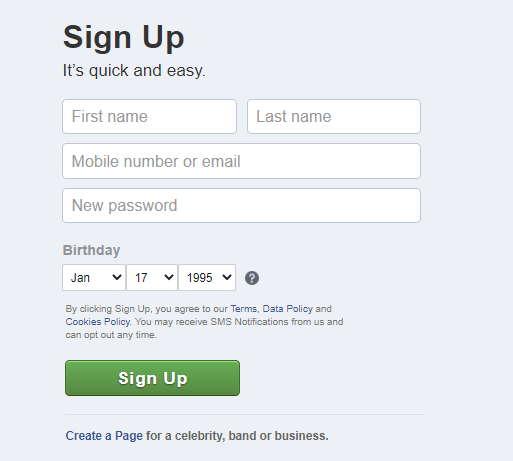 Sign Up
It's quick and easy.
First name Last name
Mobile number or email
New password
Birthday
Jan 17 1995 ?
By clicking Sign Up, you agree to our Terms, Data Policy and
Cookies Policy. You may receive SMS Notifications from us and
can opt out any time.
Sign Up
Create a Page for a celebrity, band or business.